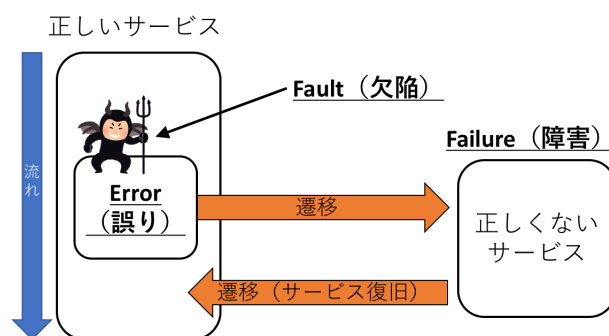 正しいサービス
Fault（欠陥）
Failure（障害）
流れ
Error
（誤り）
遷移
正しくない
サービス
遷移（サービス復旧）